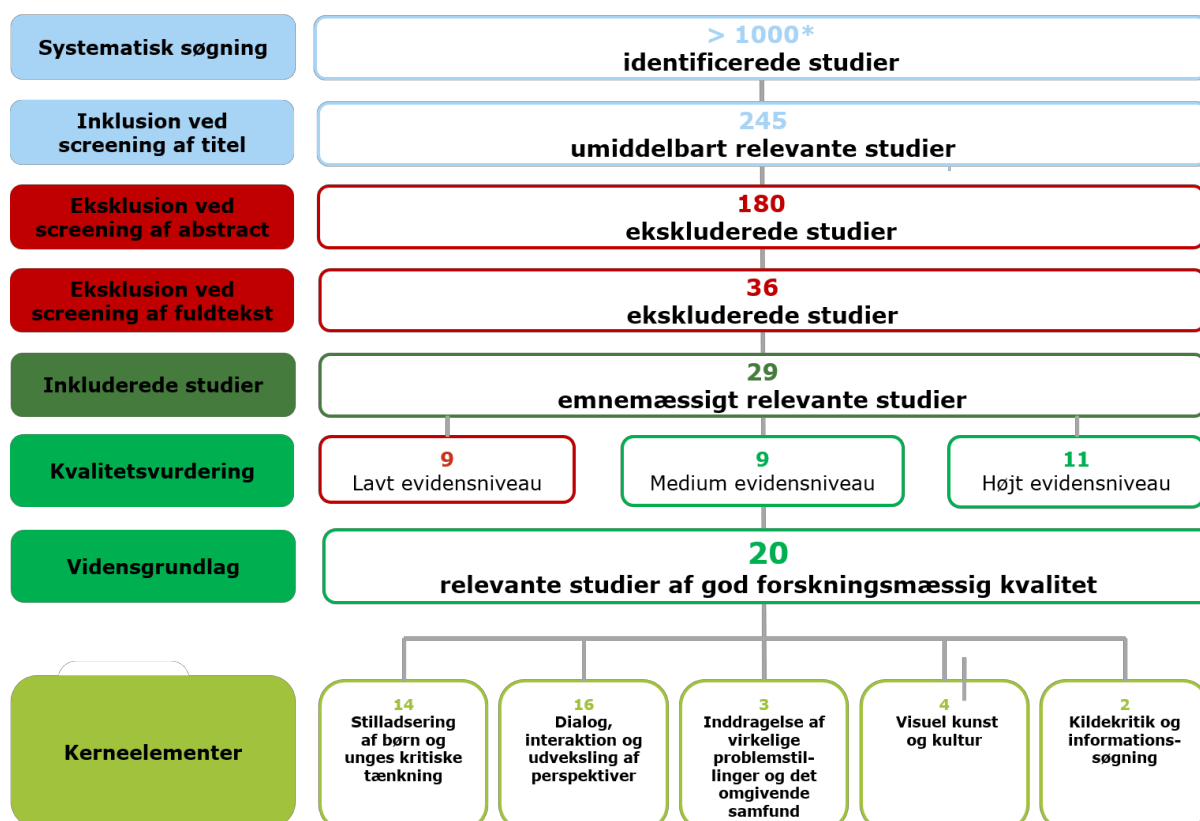 Systematisk søgning
> 1000*
identificerede studier
Inklusion ved
screening af titel
245
umiddelbart relevante studier
Eksklusion ved
screening af abstract
180
ekskluderede studier
Eksklusion ved
screening af fuldtekst
36
ekskluderede studier
Inkluderede studier
29
emnemæssigt relevante studier
Kvalitetsvurdering
9
Lavt evidensniveau
9
Medium evidensniveau
11
Højt evidensniveau
Vidensgrundlag
20
relevante studier af god forskningsmæssig kvalitet
Kerneelementer
14
Stilladsering
af børn og
unges kritiske
tænkning
16
Dialog,
interaktion og
udveksling af
perspektiver
3
Inddragelse af
virkelige
problemstil-
linger og det
omgivende
samfund
4
Visuel kunst
og kultur
2
Kildekritik og
informations-
søgning